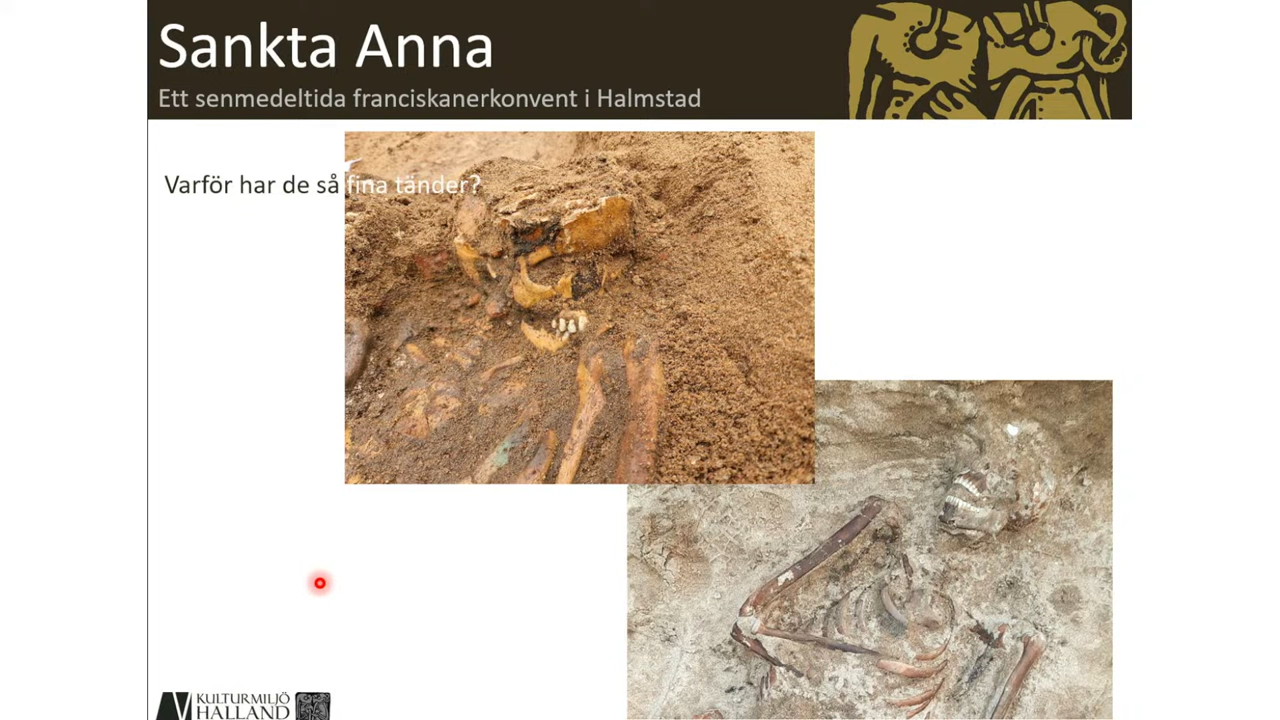 Sankta Anna
Ett senmedeltida franciskanerkonvent i Halmstad
Varför har de så fina tänder?
KULTURMILJÖ
HALLAND